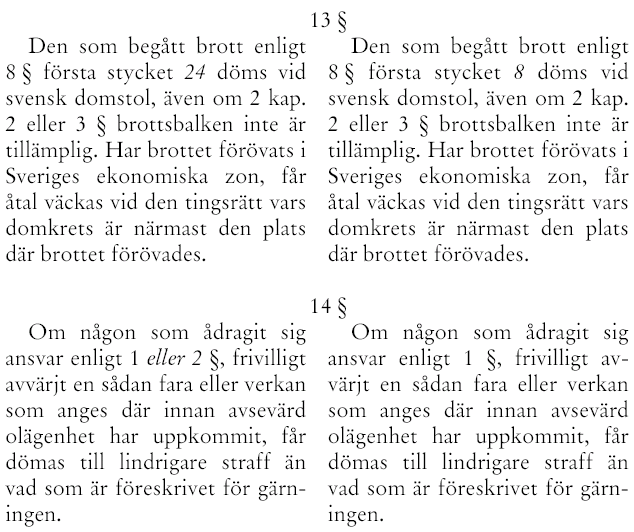 13 §
Den som begått brott enligt
8 § första stycket 24 döms vid
svensk domstol, även om 2 kap.
2 eller 3 § brottsbalken inte är
tillämplig. Har brottet förövats i
Sveriges ekonomiska zon, får
åtal väckas vid den tingsrätt vars
domkrets är närmast den plats
där brottet förövades.
Den som begått brott enligt
8 § första stycket 8 döms vid
svensk domstol, även om 2 kap.
2 eller 3 § brottsbalken inte är
tillämplig. Har brottet förövats i
Sveriges ekonomiska zon, får
åtal väckas vid den tingsrätt vars
domkrets är närmast den plats
där brottet förövades.
14 §
Om någon som ådragit sig
ansvar enligt 1 eller 2 §, frivilligt
avvärjt en sådan fara eller verkan
som anges där innan avsevärd
olägenhet har uppkommit, får
dömas till lindrigare straff än
vad som är föreskrivet för gärn-
ingen.
Om någon som ådragit sig
ansvar enligt 1 §, frivilligt av-
värjt en sådan fara eller verkan
som anges där innan avsevärd
olägenhet har uppkommit, får
dömas till lindrigare straff än
vad som är föreskrivet för gärn-
ingen.